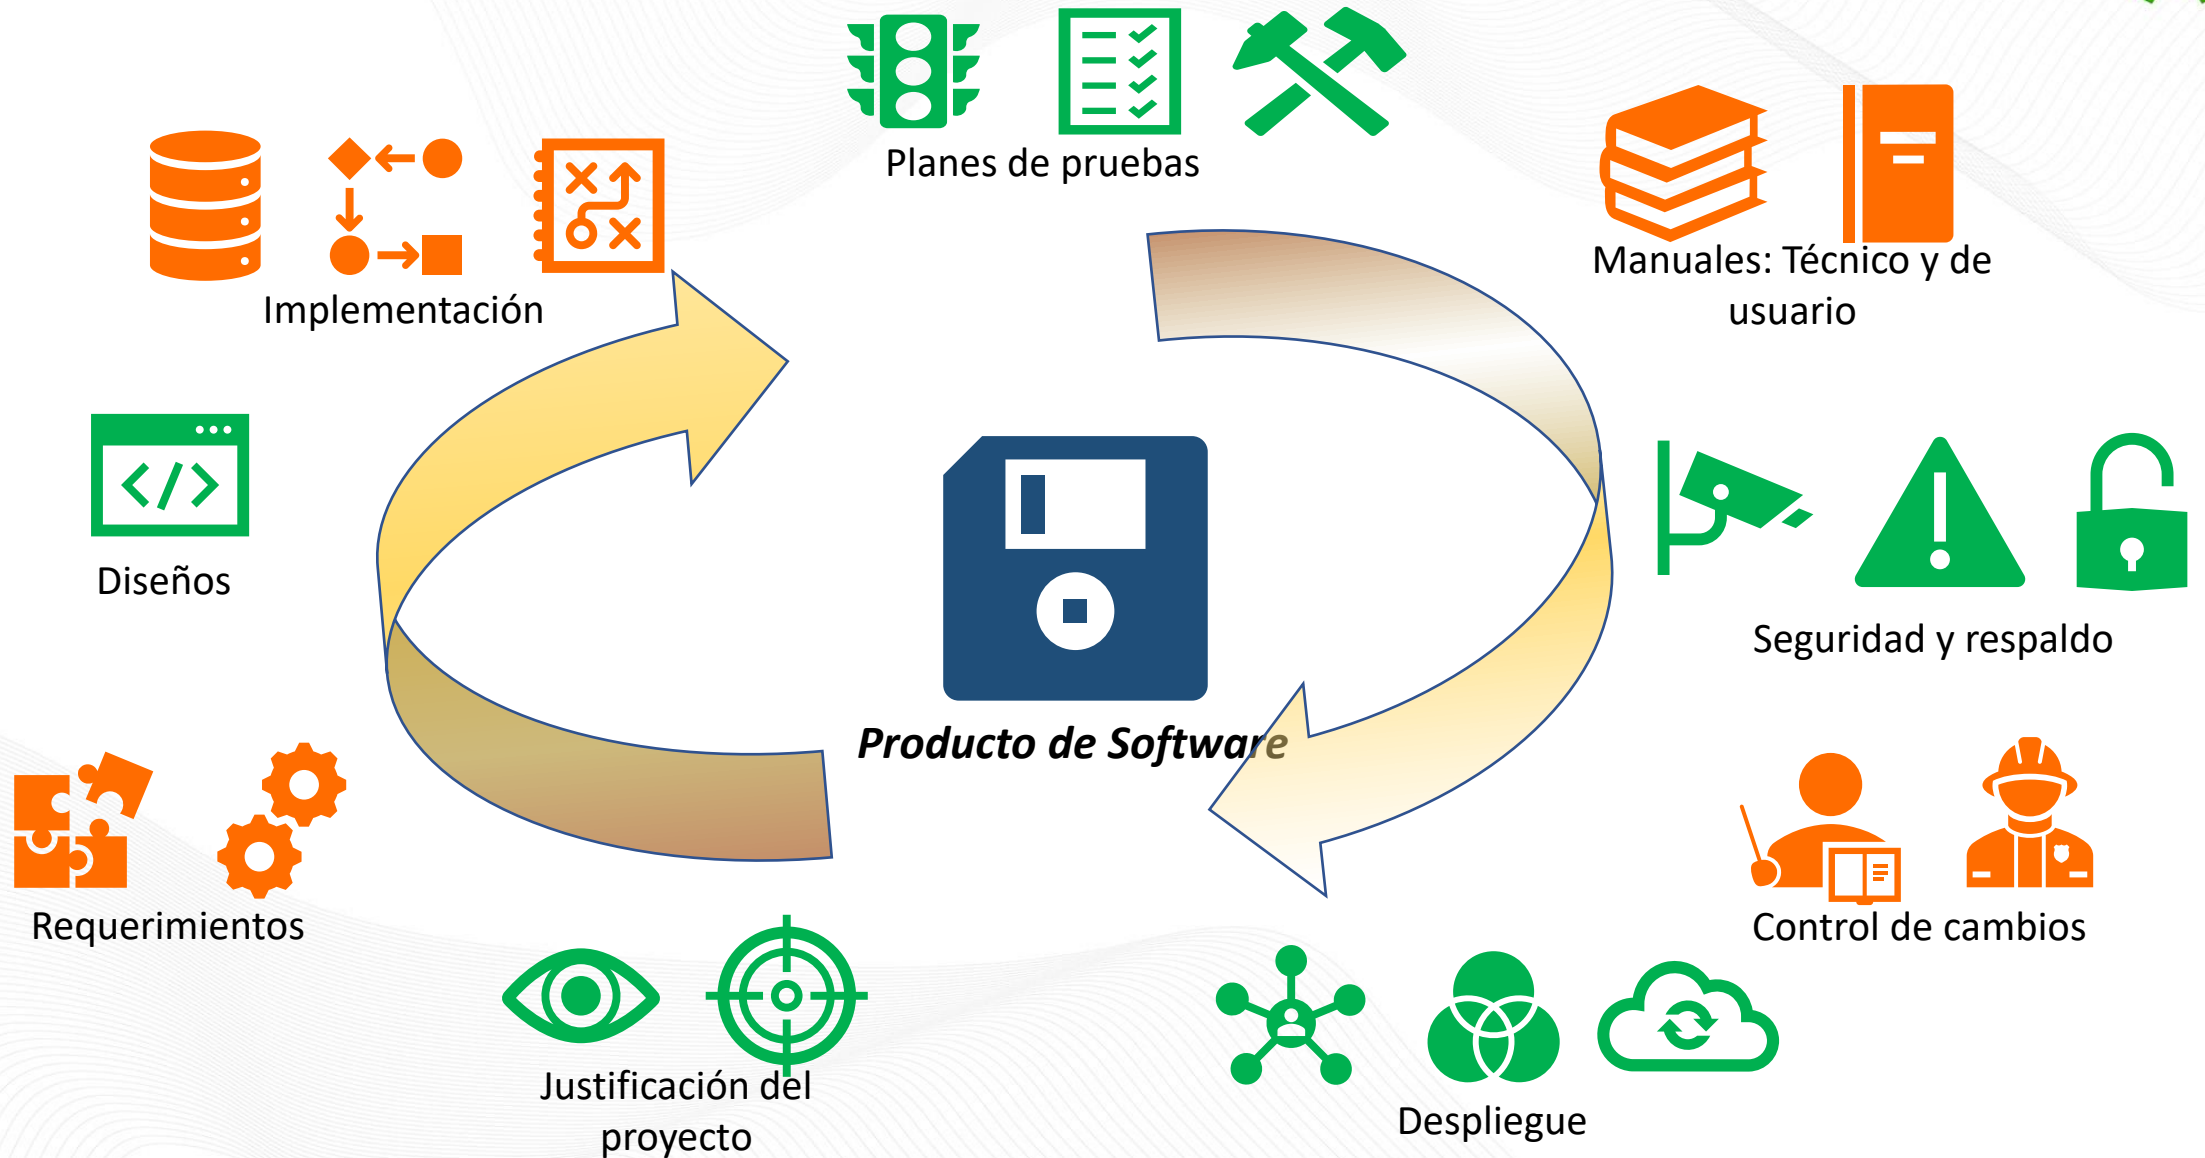 Planes de pruebas
Manuales: Técnico y de
usuario
Implementación
Diseños
Seguridad y respaldo
Producto de Software
Requerimientos
Control de cambios
Justificación del
proyecto
Despliegue